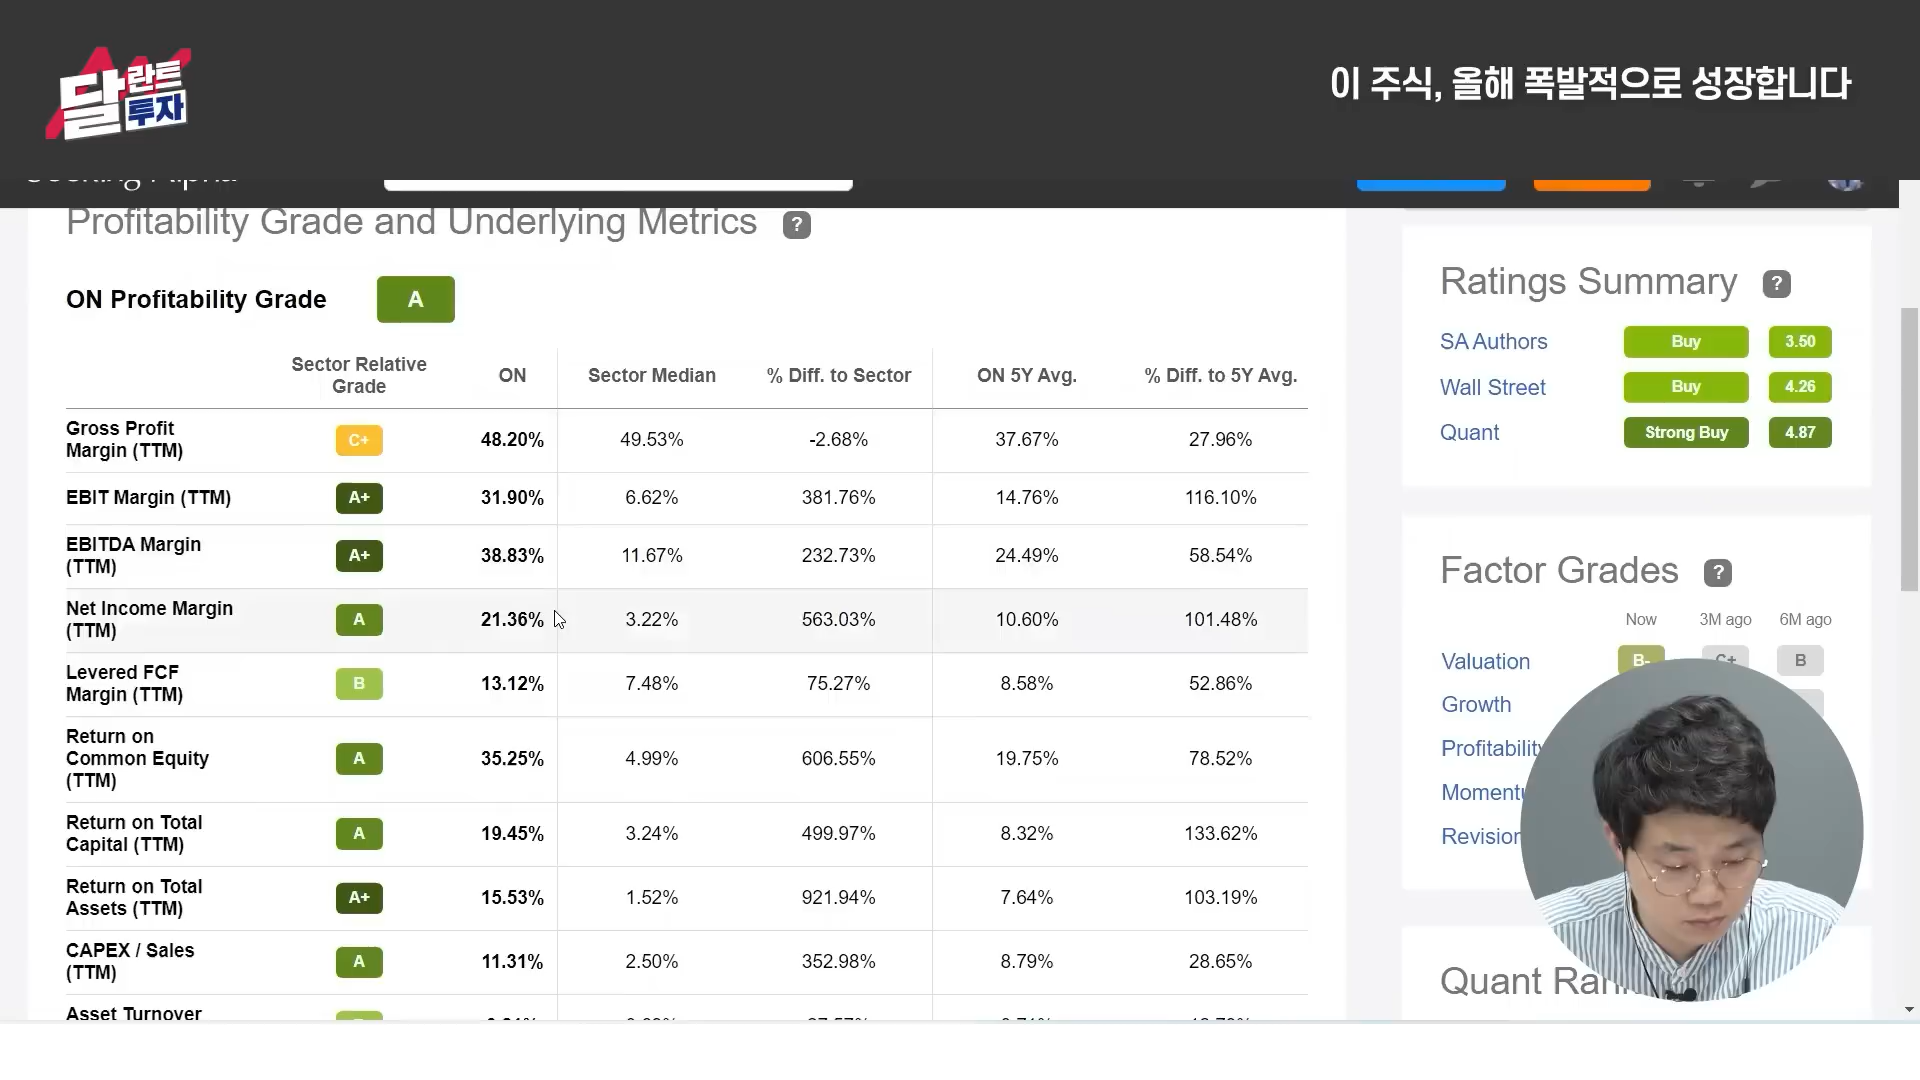 달란트
투자
이 주식, 올해 폭발적으로 성장합니다
Profitability Grade and Underlying Metrics ?
ON Profitability Grade A
Sector Relative Grade ON Sector Median % Diff. to Sector ON 5Y Avg. % Diff. to 5Y Avg.
Gross Profit Margin (TTM) C+ 48.20% 49.53% -2.68% 37.67% 27.96%
EBIT Margin (TTM) A+ 31.90% 6.62% 381.76% 14.76% 116.10%
EBITDA Margin (TTM) A+ 38.83% 11.67% 232.73% 24.49% 58.54%
Net Income Margin (TTM) A 21.36% 3.22% 563.03% 10.60% 101.48%
Levered FCF Margin (TTM) B 13.12% 7.48% 75.27% 8.58% 52.86%
Return on Common Equity (TTM) A 35.25% 4.99% 606.55% 19.75% 78.52%
Return on Total Capital (TTM) A 19.45% 3.24% 499.97% 8.32% 133.62%
Return on Total Assets (TTM) A+ 15.53% 1.52% 921.94% 7.64% 103.19%
CAPEX / Sales (TTM) A 11.31% 2.50% 352.98% 8.79% 28.65%
Asset Turnover
Ratings Summary ?
SA Authors Buy 3.50
Wall Street Buy 4.26
Quant Strong Buy 4.87
Factor Grades ?
Now 3M ago 6M ago
Valuation B- C+ B
Growth
Profitability
Quant